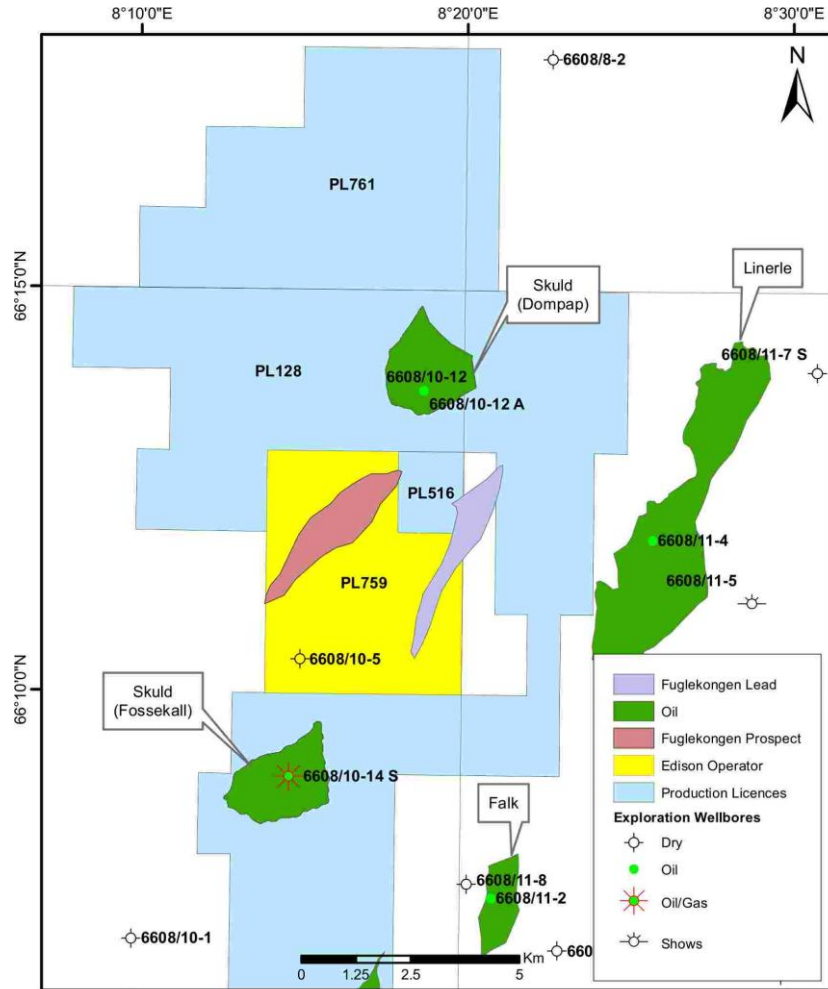 8°10'0"E
8°20'0"E
8°30'0"E
N
6608/8-2
PL761
66°15'0"N
Skuld
(Dompap)
Linerle
6608/11-7 S
PL128
6608/10-12
6608/10-12 A
PL516
6608/11-4
PL759
6608/11-5
6608/10-5
66°10'0"N
Skuld
(Fossekall)
6608/10-14 S
Falk
6608/11-8
6608/11-2
6608/10-1
660
Km
0 1.25 2.5 5
Fuglekongen Lead
Oil
Fuglekongen Prospect
Edison Operator
Production Licences
Exploration Wellbores
Dry
Oil
Oil/Gas
Shows